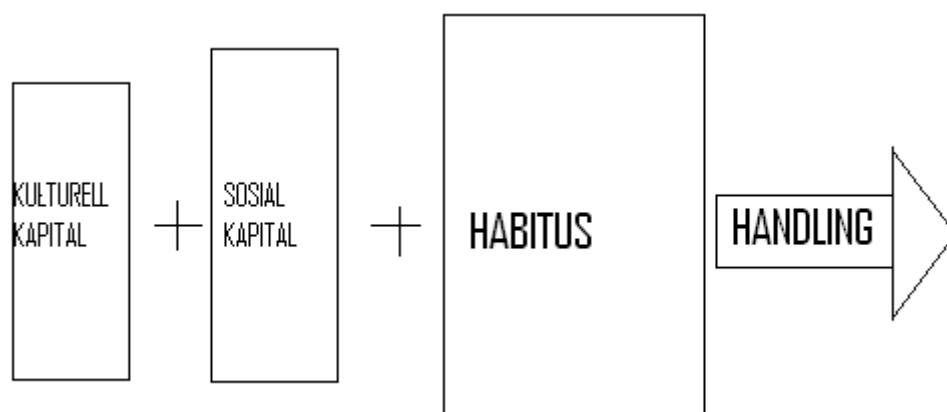 KULTURELL
KAPITAL
SOSIAL
KAPITAL
HABITUS
HANDLING